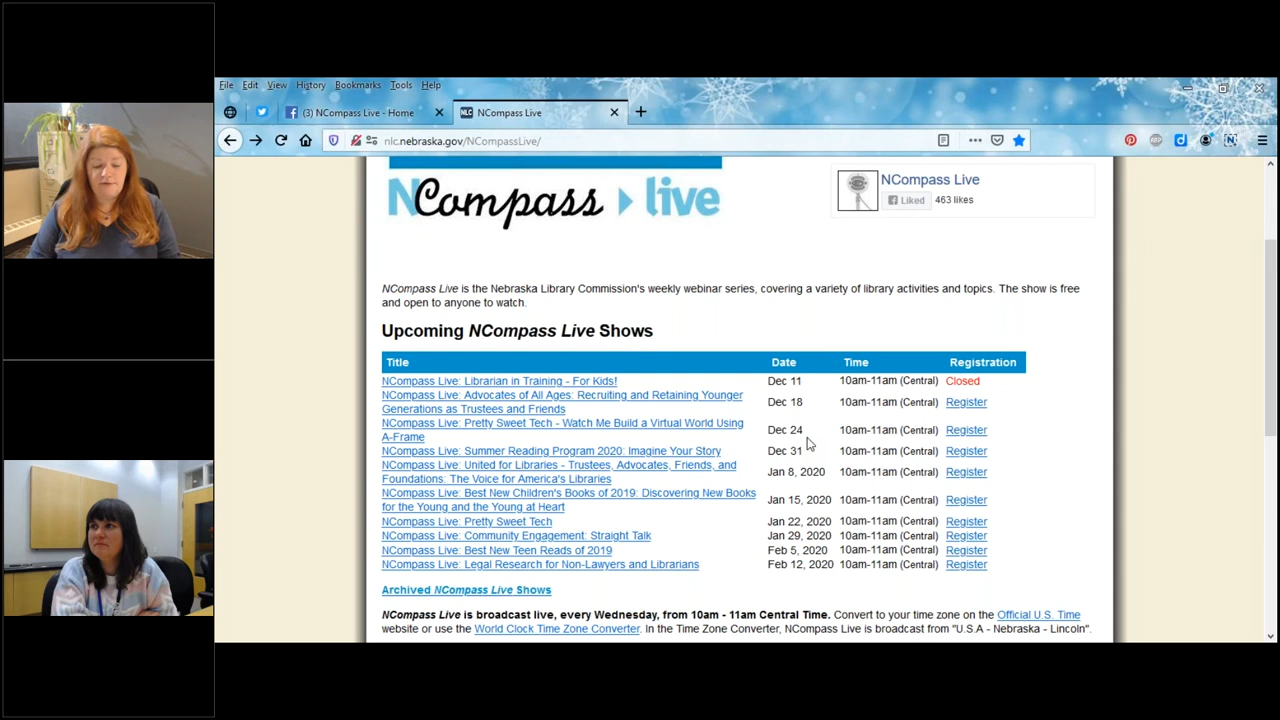 File Edit View History Bookmarks Tools Help
(3) NCompass Live - Home NLC NCompass Live
nlc.nebraska.gov/NCompassLive/
NCompass live
NCompass Live
Liked 463 likes
NCompass Live is the Nebraska Library Commission's weekly webinar series, covering a variety of library activities and topics. The show is free
and open to anyone to watch.
Upcoming NCompass Live Shows
Title Date Time Registration
NCompass Live: Librarian in Training - For Kids! Dec 11 10am-11am (Central) Closed
NCompass Live: Advocates of All Ages: Recruiting and Retaining Younger
Generations as Trustees and Friends Dec 18 10am-11am (Central) Register
NCompass Live: Pretty Sweet Tech - Watch Me Build a Virtual World Using
A-Frame Dec 24 10am-11am (Central) Register
NCompass Live: Summer Reading Program 2020: Imagine Your Story Dec 31 10am-11am (Central) Register
NCompass Live: United for Libraries - Trustees, Advocates, Friends, and
Foundations: The Voice for America's Libraries Jan 8, 2020 10am-11am (Central) Register
NCompass Live: Best New Children's Books of 2019: Discovering New Books
for the Young and the Young at Heart Jan 15, 2020 10am-11am (Central) Register
NCompass Live: Pretty Sweet Tech Jan 22, 2020 10am-11am (Central) Register
NCompass Live: Community Engagement: Straight Talk Jan 29, 2020 10am-11am (Central) Register
NCompass Live: Best New Teen Reads of 2019 Feb 5, 2020 10am-11am (Central) Register
NCompass Live: Legal Research for Non-Lawyers and Librarians Feb 12, 2020 10am-11am (Central) Register
Archived NCompass Live Shows
NCompass Live is broadcast live, every Wednesday, from 10am - 11am Central Time. Convert to your time zone on the Official U.S. Time
website or use the World Clock Time Zone Converter. In the Time Zone Converter, NCompass Live is broadcast from "U.S.A - Nebraska - Lincoln".